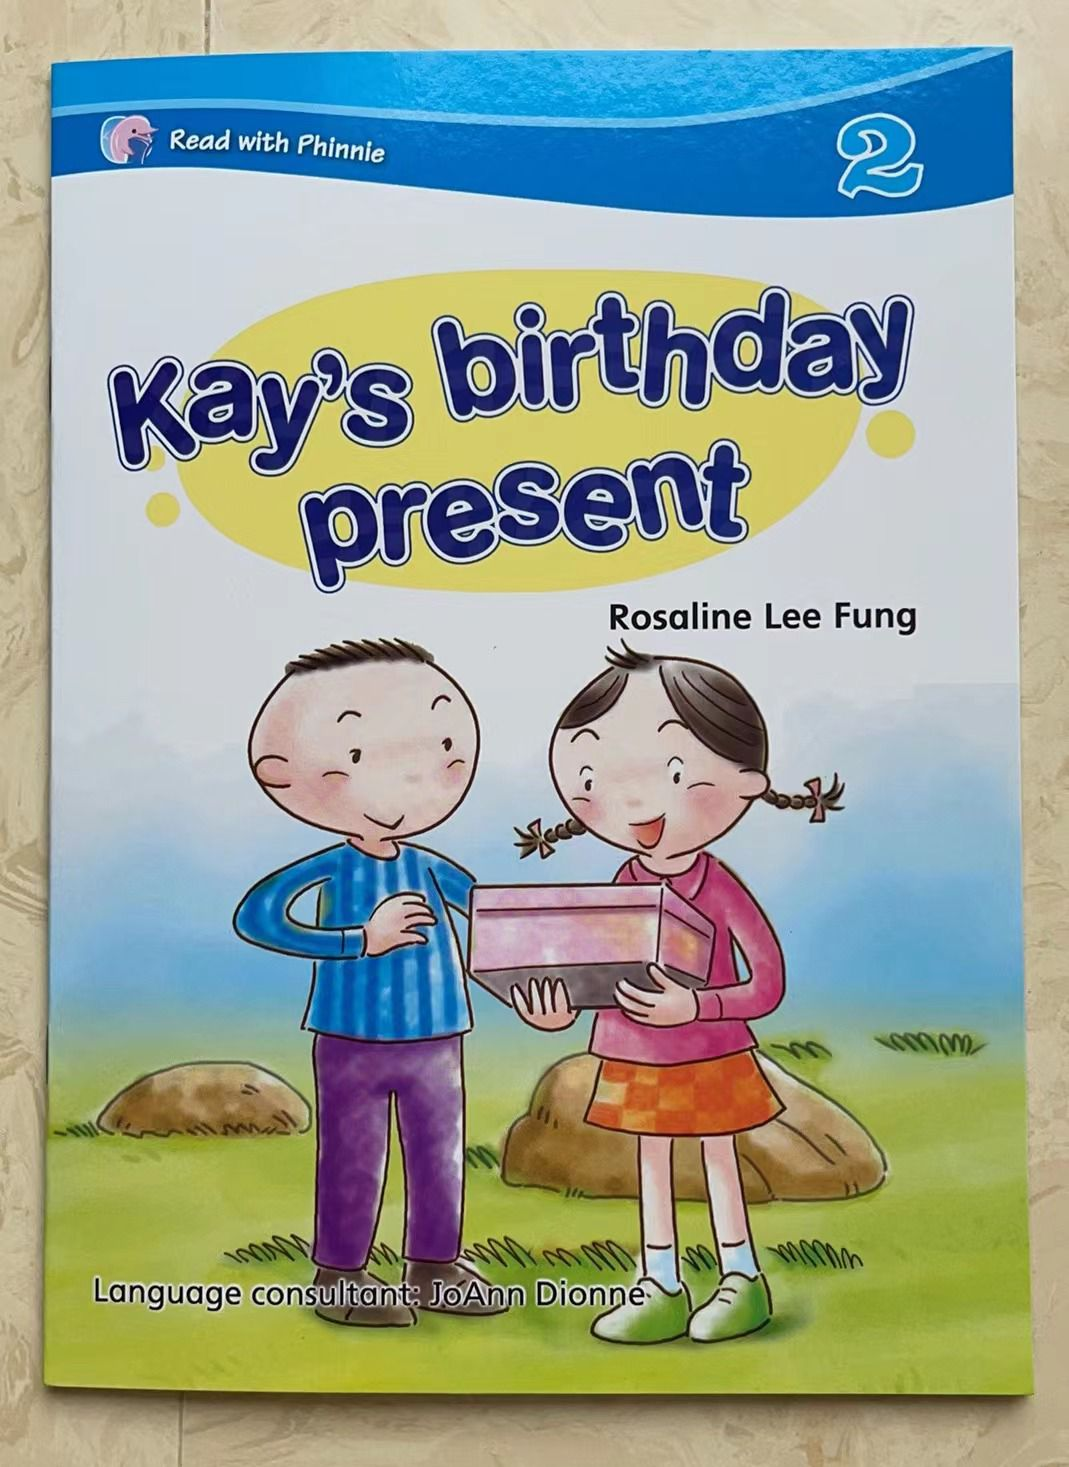 Read with Phinnie
2
Kay's birthday
present
Rosaline Lee Fung
Language consultant: JoAnn Dionne